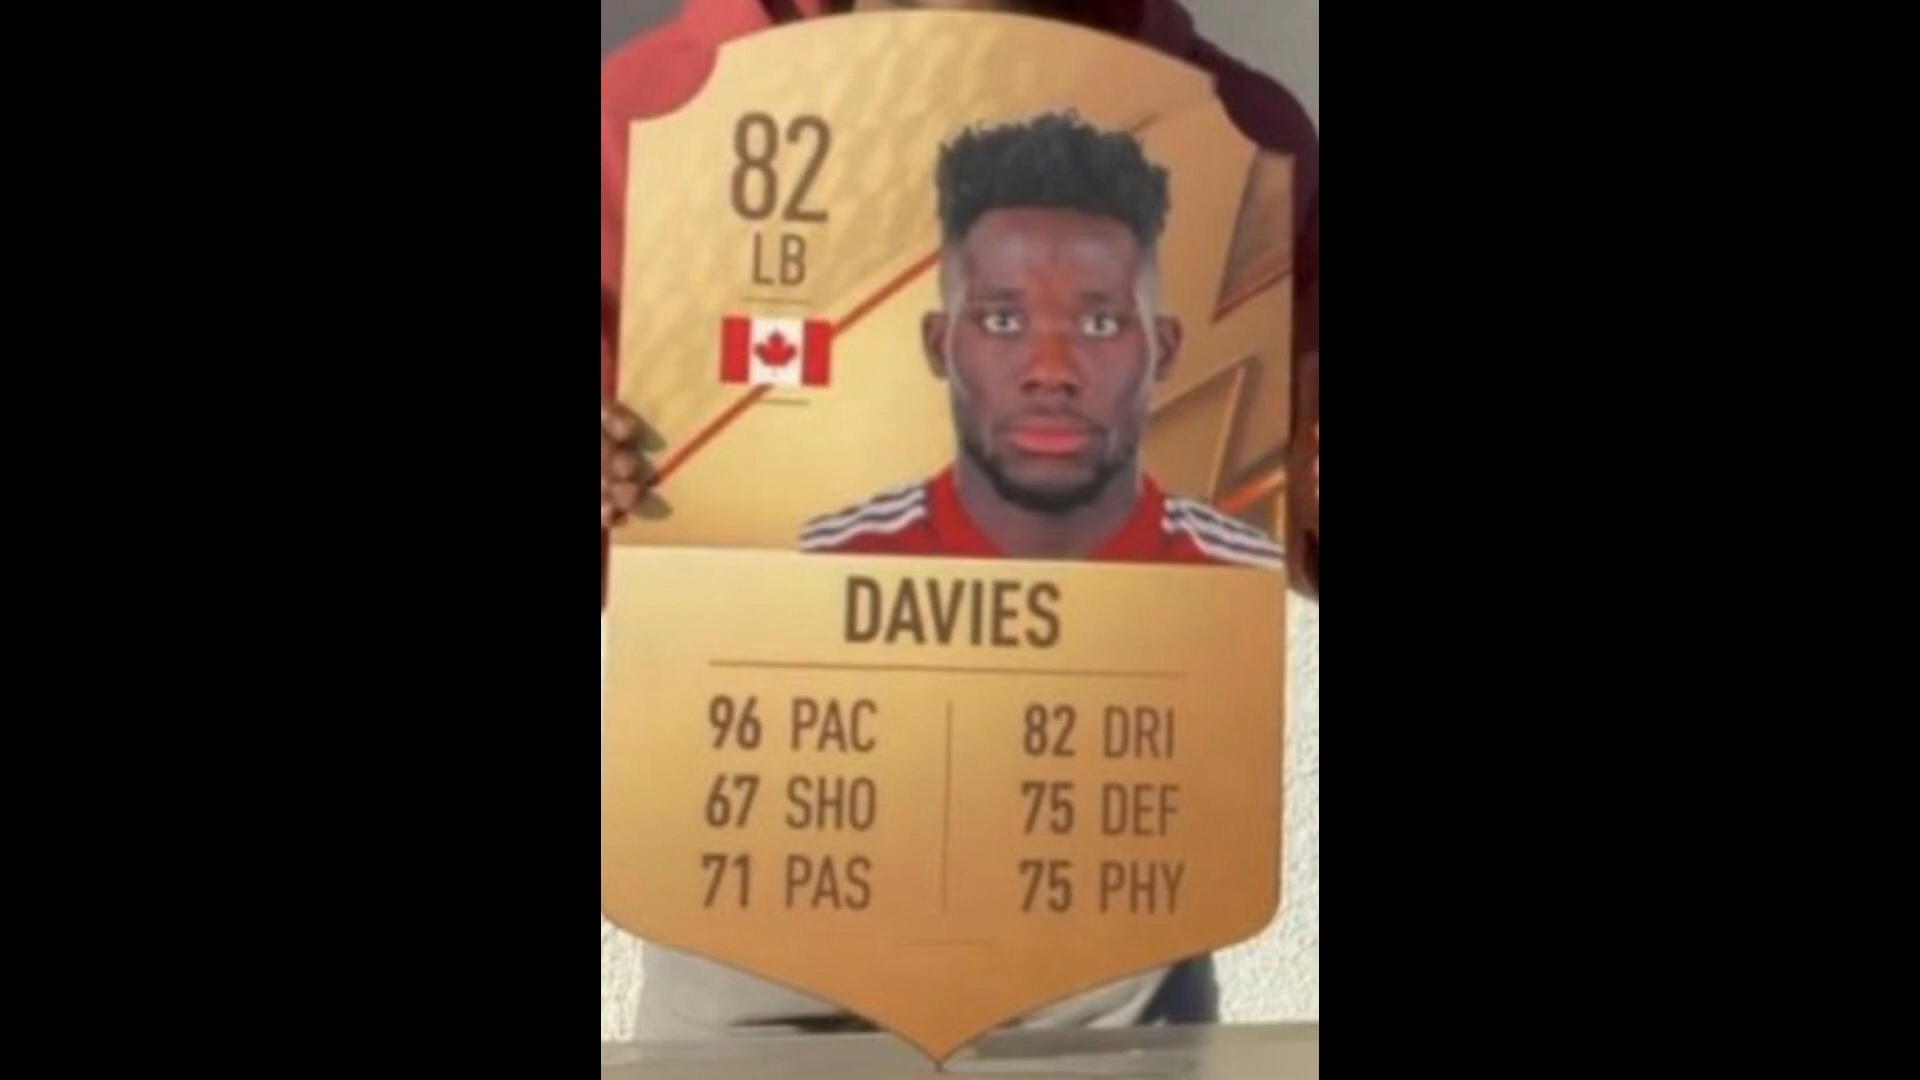 82
LB
DAVIES
96 PAC
82 DRI
67 SHO
75 DEF
71 PAS
75 PHY